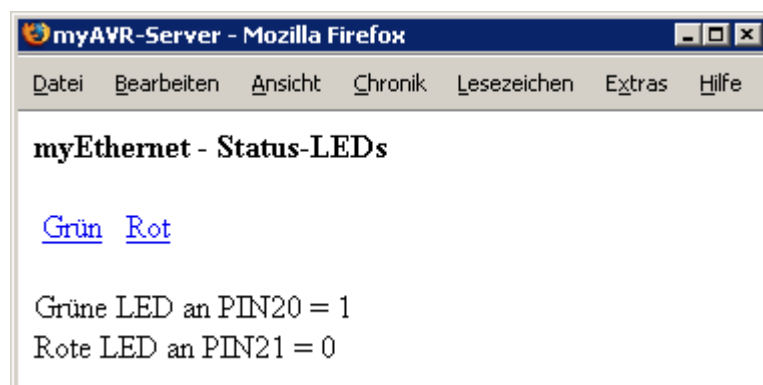 myAVR-Server - Mozilla Firefox
Datei Bearbeiten Ansicht Chronik Lesezeichen Extras Hilfe
myEthernet - Status-LEDs
Grün Rot
Grüne LED an PIN20 = 1
Rote LED an PIN21 = 0